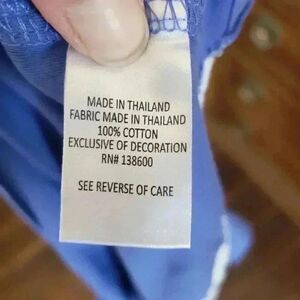 MADE IN THAILAND
FABRIC MADE IN THAILAND
100% COTTON
EXCLUSIVE OF DECORATION
RN# 138600
SEE REVERSE OF CARE